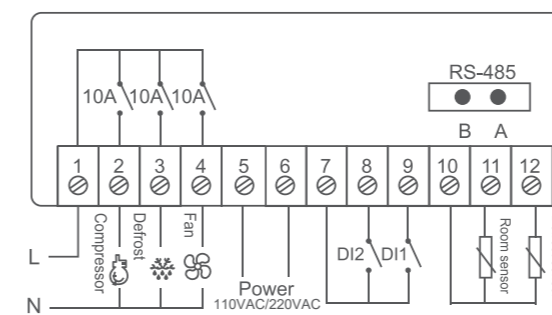 RS-485
10A 10A 10A
B A
1 2 3 4 5 6 7 8 9 10 11 12
Compressor
Defrost
Fan
Room sensor
L
DI2 DI1
Power
110VAC/220VAC
N